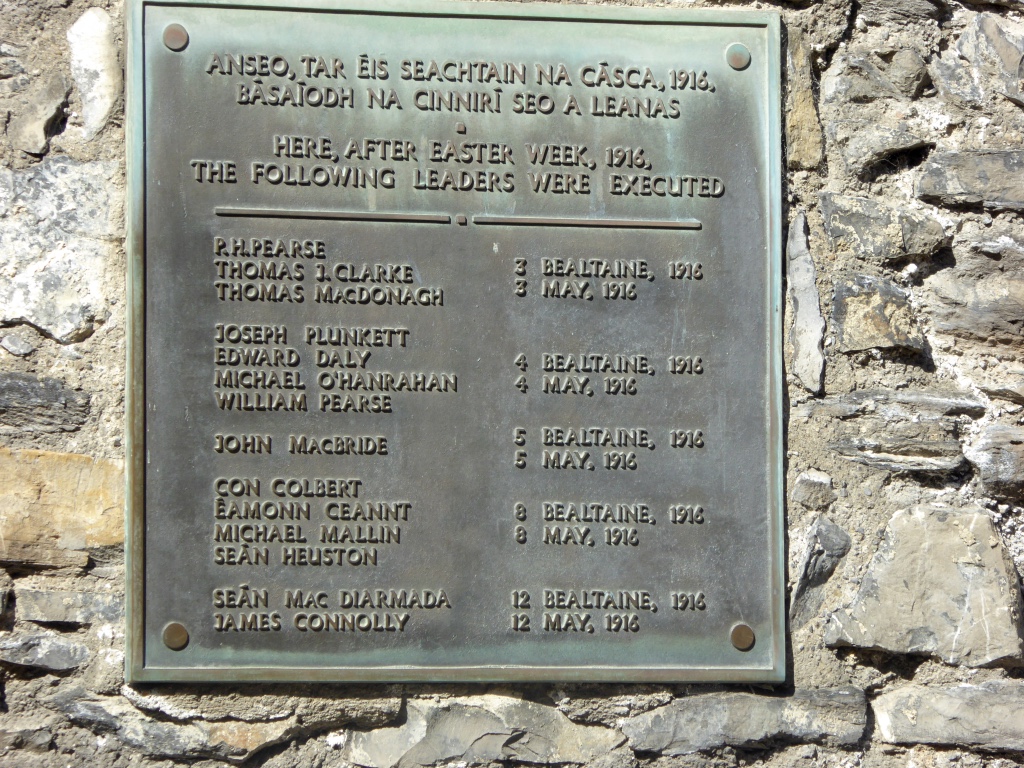 ANSEO, TAR ÉIS SEACHTAIN NA CÁSCA, 1916,
BÁSAÍODH NA CINNIRÍ SEO A LEANAS
HERE, AFTER EASTER WEEK, 1916,
THE FOLLOWING LEADERS WERE EXECUTED
P.H.PEARSE
THOMAS J.CLARKE 3 BEALTAINE, 1916
THOMAS MACDONAGH 3 MAY, 1916
JOSEPH PLUNKETT
EDWARD DALY 4 BEALTAINE, 1916
MICHAEL O'HANRAHAN 4 MAY, 1916
WILLIAM PEARSE
JOHN MACBRIDE 5 BEALTAINE, 1916
5 MAY, 1916
CON COLBERT
ÉAMONN CEANNT 8 BEALTAINE, 1916
MICHAEL MALLIN 8 MAY, 1916
SEÁN HEUSTON
SEÁN MAC DIARMADA 12 BEALTAINE, 1916
JAMES CONNOLLY 12 MAY, 1916